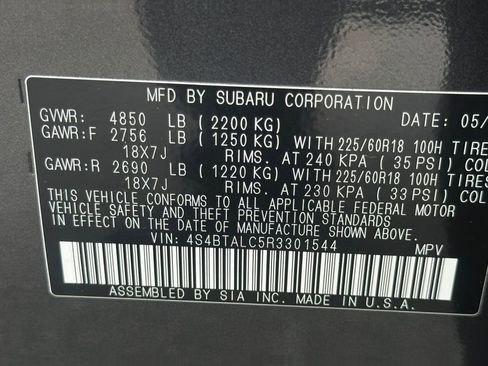 MFD BY SUBARU CORPORATION DATE: 05/
GVWR: 4850 LB (2200 KG)
GAWR:F 2756 LB (1250 KG) WITH 225/60R18 100H TIRE
18X7J RIMS. AT 240 KPA (35 PSI) COL
GAWR:R 2690 LB (1220 KG) WITH 225/60R18 100H TIRE
18X7J RIMS. AT 230 KPA (33 PSI) COL
THIS VEHICLE CONFORMS TO ALL APPLICABLE FEDERAL MOTOR
VEHICLE SAFETY AND THEFT PREVENTION STANDARDS
IN EFFECT ON THE DATE OF MANUFACTURE SHOWN ABOVE.
VIN: 4S4BTALC5R3301544 MPV
ASSEMBLED BY SIA INC. MADE IN U.S.A.